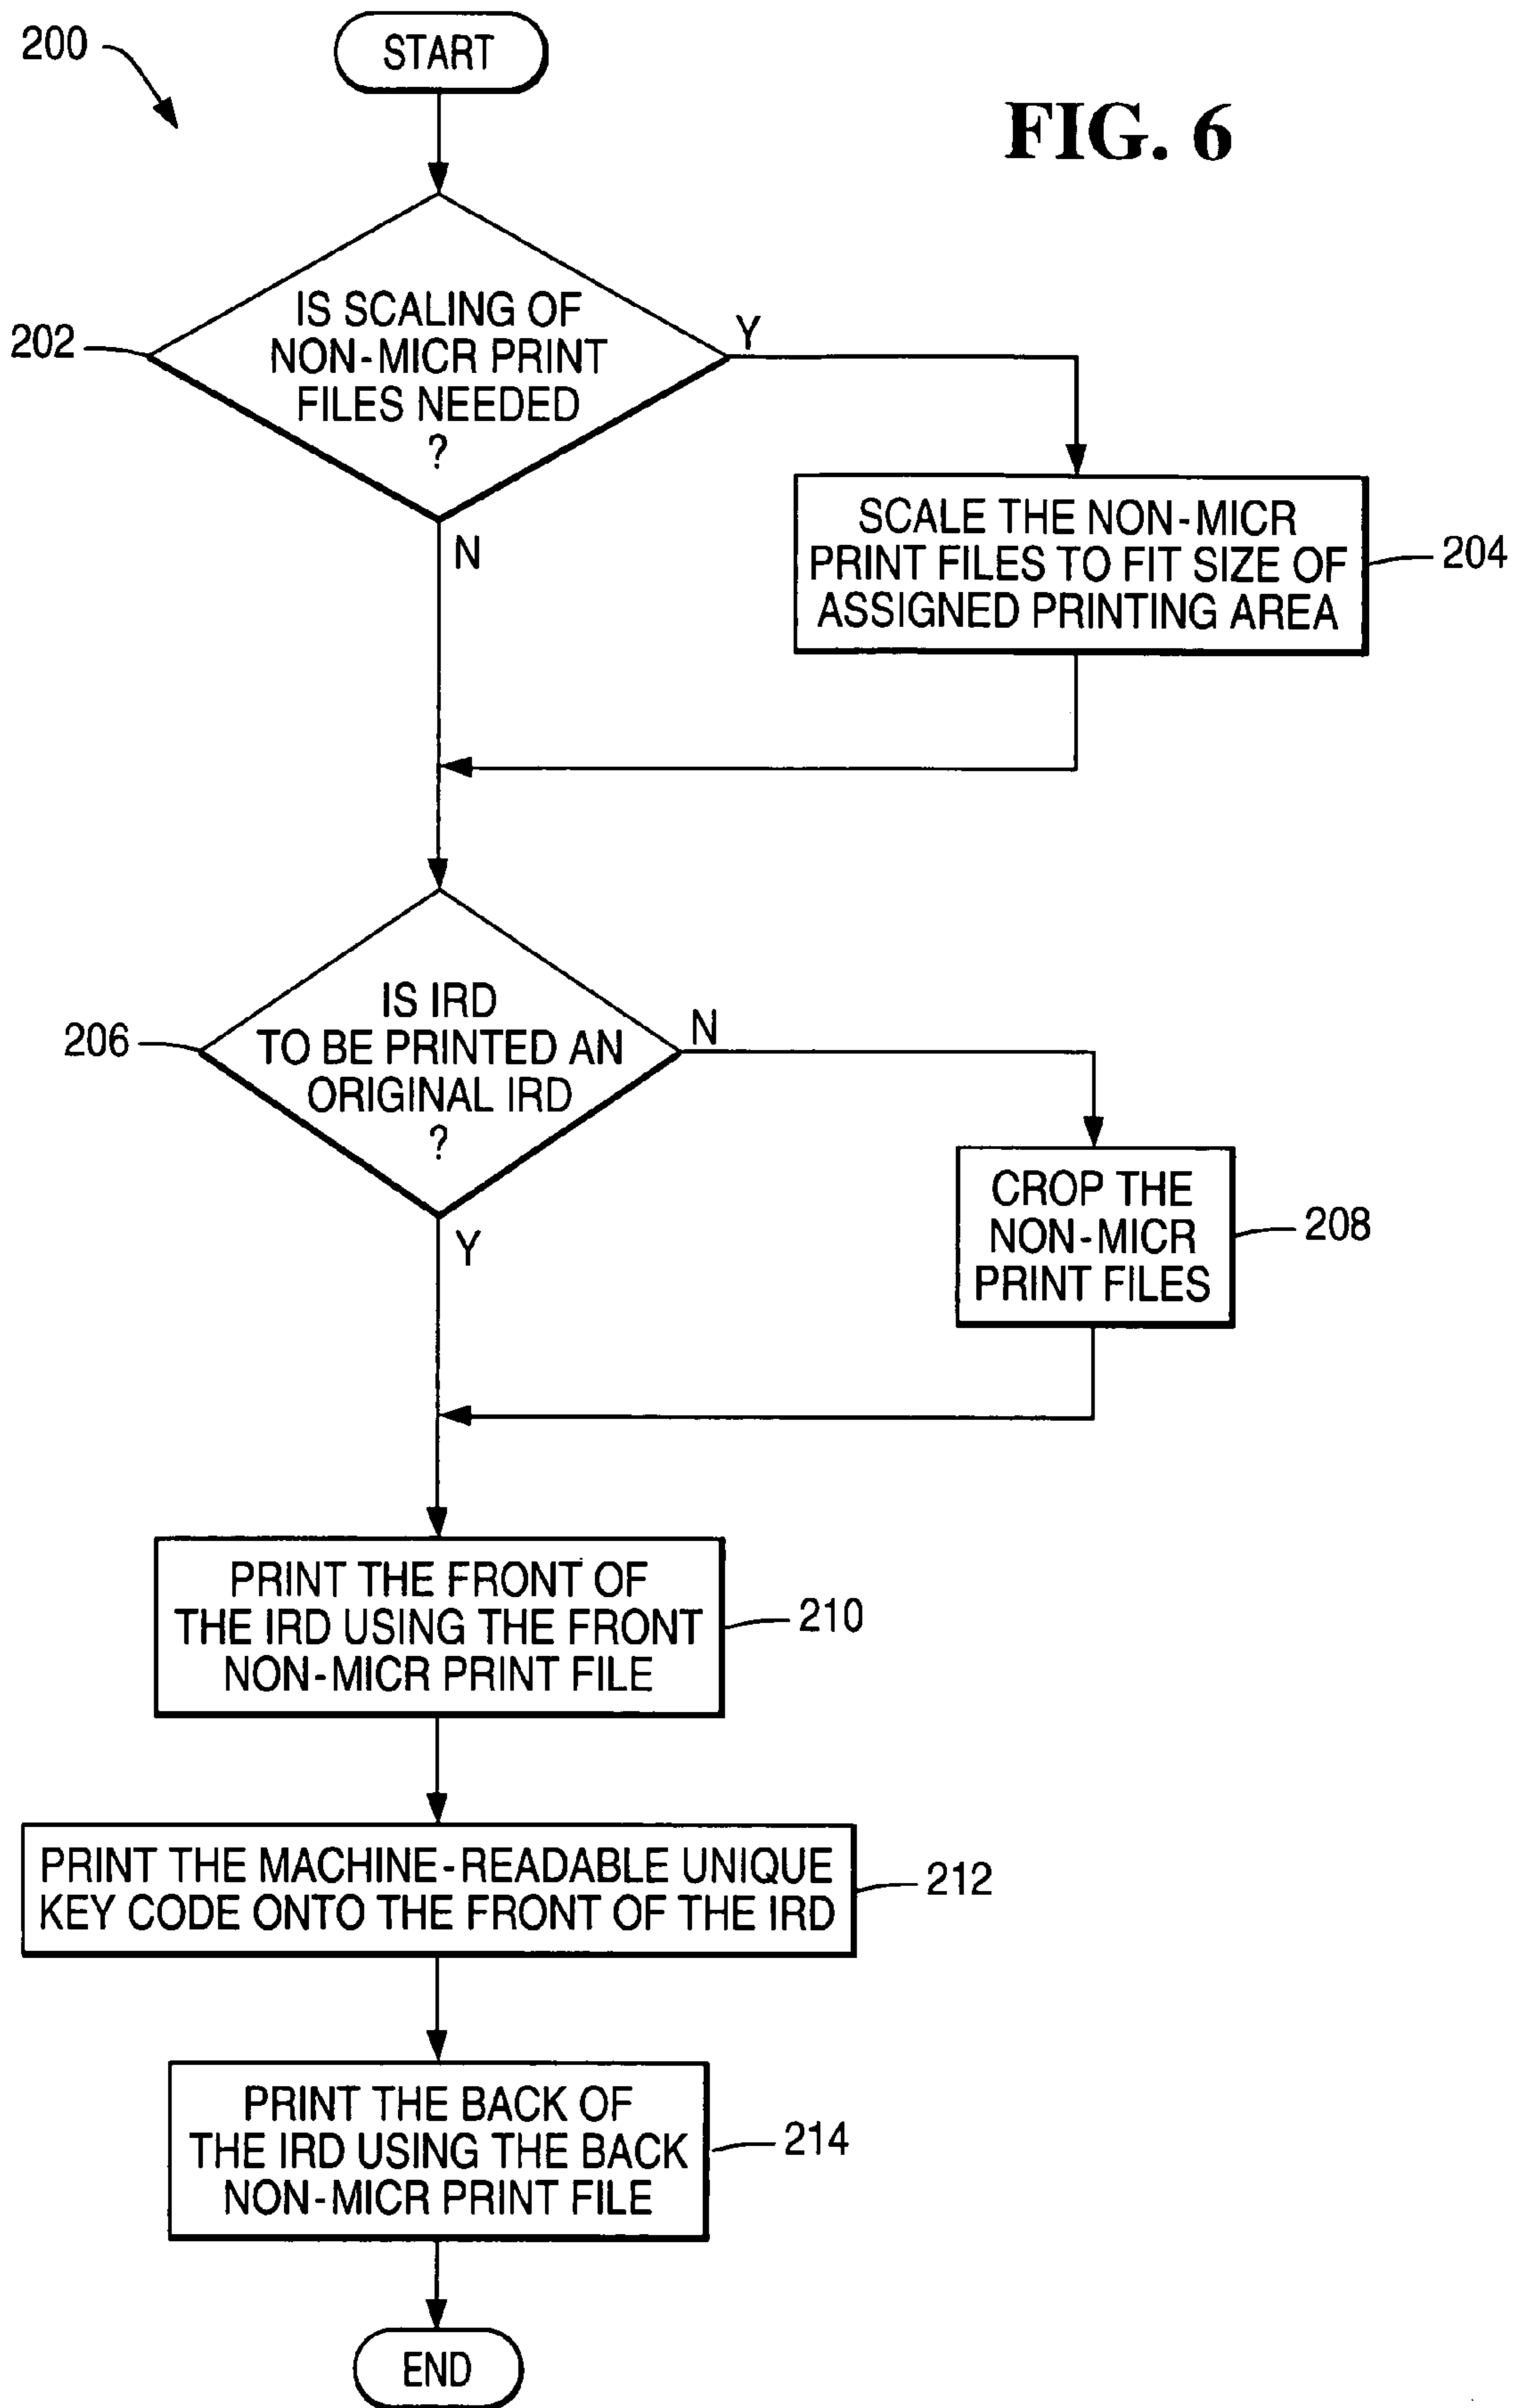 200
START
FIG. 6
202
IS SCALING OF
NON-MICR PRINT
FILES NEEDED
?
Y
N
SCALE THE NON-MICR
PRINT FILES TO FIT SIZE OF
ASSIGNED PRINTING AREA
204
206
IS IRD
TO BE PRINTED AN
ORIGINAL IRD
?
N
Y
CROP THE
NON-MICR
PRINT FILES
208
PRINT THE FRONT OF
THE IRD USING THE FRONT
NON-MICR PRINT FILE
210
PRINT THE MACHINE-READABLE UNIQUE
KEY CODE ONTO THE FRONT OF THE IRD
212
PRINT THE BACK OF
THE IRD USING THE BACK
NON-MICR PRINT FILE
214
END